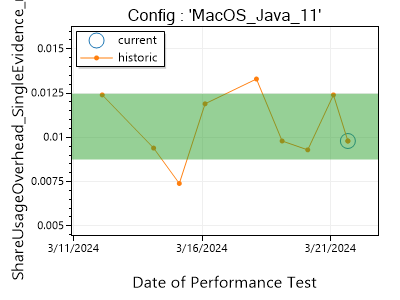 Config : 'MacOS_Java_11'
current
historic
0.015
0.0125
0.01
0.0075
0.005
3/11/2024
3/16/2024
3/21/2024
Date of Performance Test
ShareUsageOverhead_SingleEvidence_